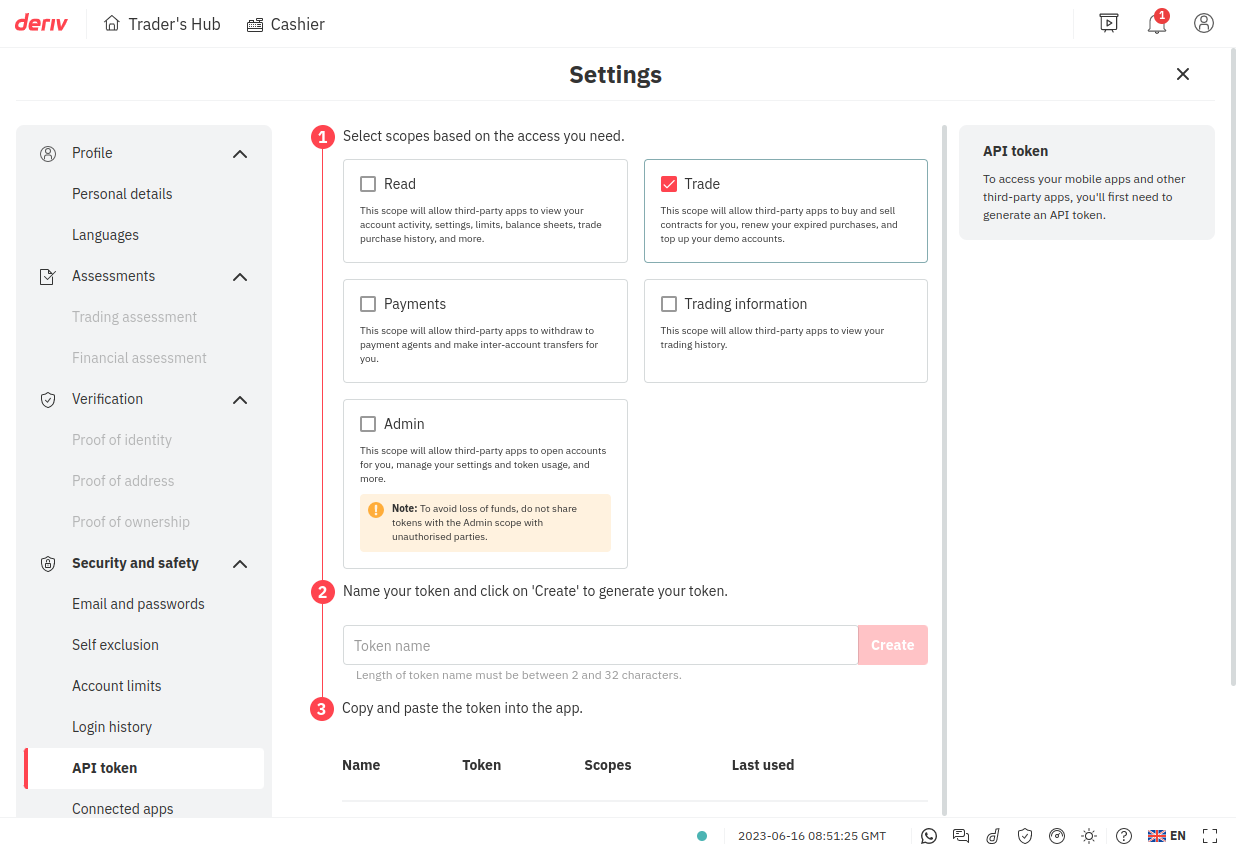 deriv
Trader's Hub
Cashier
1
Settings
Profile
Personal details
Languages
Assessments
Trading assessment
Financial assessment
Verification
Proof of identity
Proof of address
Proof of ownership
Security and safety
Email and passwords
Self exclusion
Account limits
Login history
API token
Connected apps
1
Select scopes based on the access you need.
Read
This scope will allow third-party apps to view your
account activity, settings, limits, balance sheets, trade
purchase history, and more.
Trade
This scope will allow third-party apps to buy and sell
contracts for you, renew your expired purchases, and
top up your demo accounts.
Payments
This scope will allow third-party apps to withdraw to
payment agents and make inter-account transfers for
you.
Trading information
This scope will allow third-party apps to view your
trading history.
Admin
This scope will allow third-party apps to open accounts
for you, manage your settings and token usage, and
more.
Note: To avoid loss of funds, do not share
tokens with the Admin scope with
unauthorised parties.
2
Name your token and click on 'Create' to generate your token.
Token name
Create
Length of token name must be between 2 and 32 characters.
3
Copy and paste the token into the app.
Name
Token
Scopes
Last used
API token
To access your mobile apps and other
third-party apps, you'll first need to
generate an API token.
2023-06-16 08:51:25 GMT
EN